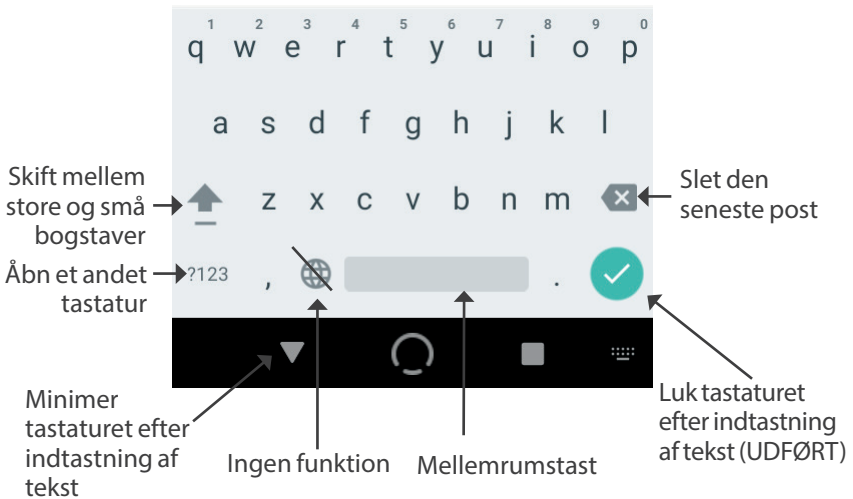 1 2 3 4 5 6 7 8 9 0
q w e r t y u i o p
a s d f g h j k l
Skift mellem
store og små
bogstaver
z x c v b n m
Slet den
seneste post
Åbn et andet
tastatur
?123 , .
Minimer
tastaturet efter
indtastning af
tekst
Ingen funktion
Mellemrumstast
Luk tastaturet
efter indtastning
af tekst (UDFØRT)